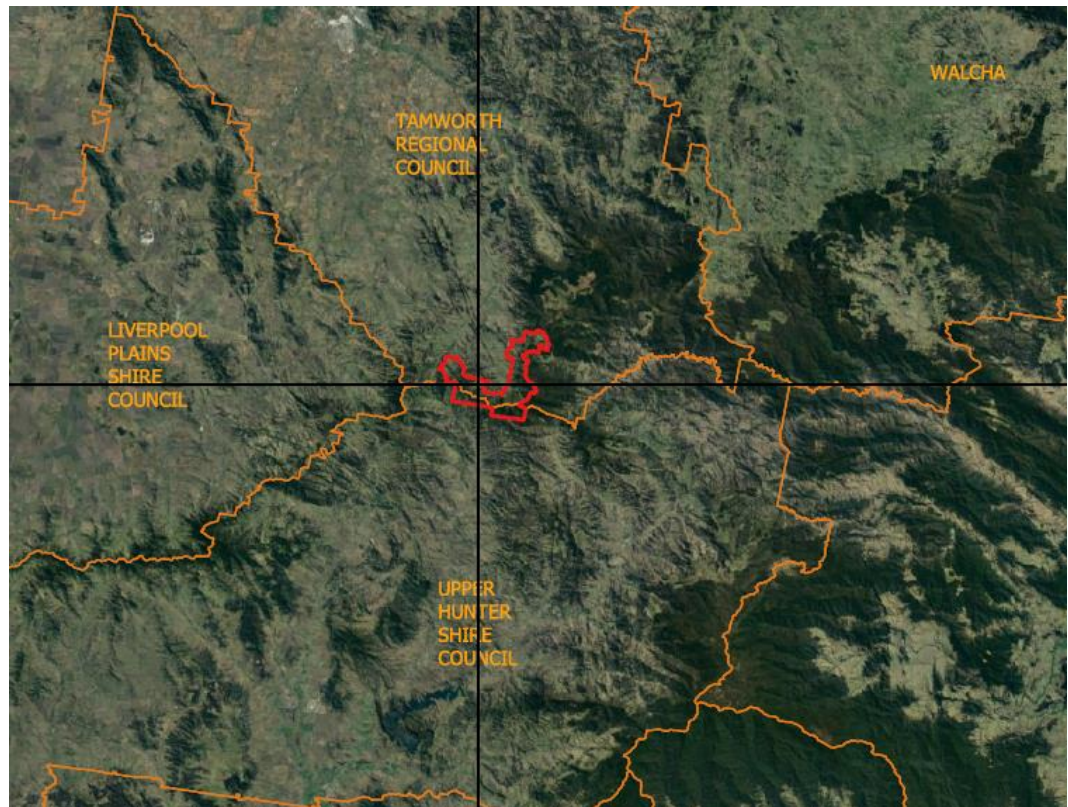 WALCHA
TAMWORTH
REGIONAL
COUNCIL
LIVERPOOL
PLAINS
SHIRE
COUNCIL
UPPER
HUNTER
SHIRE
COUNCIL